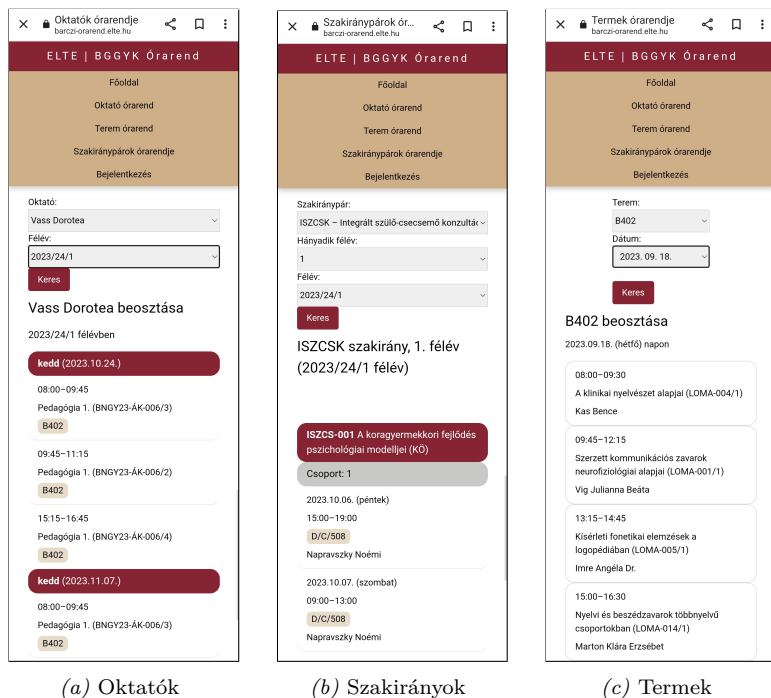 Oktatók órarendje
barczi-orarend.elte.hu
ELTE | BGGYK Órarend
Főoldal
Oktató órarend
Terem órarend
Szakiránypárok órarendje
Bejelentkezés
Oktató:
Vass Dorotea
Félév:
2023/24/1
Keres
Vass Dorotea beosztása
2023/24/1 félévben
kedd (2023.10.24.)
08:00–09:45
Pedagógia 1. (BNGY23-ÁK-006/3)
B402
09:45–11:15
Pedagógia 1. (BNGY23-ÁK-006/2)
B402
15:15–16:45
Pedagógia 1. (BNGY23-ÁK-006/4)
B402
kedd (2023.11.07.)
08:00–09:45
Pedagógia 1. (BNGY23-ÁK-006/3)
B402
(a) Oktatók
Szakiránypárok ór...
barczi-orarend.elte.hu
ELTE | BGGYK Órarend
Főoldal
Oktató órarend
Terem órarend
Szakiránypárok órarendje
Bejelentkezés
Szakiránypár:
ISZCSK – Integrált szülő-csecsemő konzultác
Hányadik félév:
1
Félév:
2023/24/1
Keres
ISZCSK szakirány, 1. félév
(2023/24/1 félév)
ISZCS-001 A koragyermekkori fejlődés
pszichológiai modelljei (KÖ)
Csoport: 1
2023.10.06. (péntek)
15:00–19:00
D/C/508
Napravszky Noémi
2023.10.07. (szombat)
09:00–13:00
D/C/508
Napravszky Noémi
(b) Szakirányok
Termek órarendje
barczi-orarend.elte.hu
ELTE | BGGYK Órarend
Főoldal
Oktató órarend
Terem órarend
Szakiránypárok órarendje
Bejelentkezés
Terem:
B402
Dátum:
2023. 09. 18.
Keres
B402 beosztása
2023.09.18. (hétfő) napon
08:00–09:30
A klinikai nyelvészet alapjai (LOMA-004/1)
Kas Bence
09:45–12:15
Szerzett kommunikációs zavarok
neurofiziológiai alapjai (LOMA-001/1)
Vig Julianna Beáta
13:15–14:45
Kísérleti fonetikai elemzések a
logopédiában (LOMA-005/1)
Imre Angéla Dr.
15:00–16:30
Nyelvi és beszédzavarok többnyelvű
csoportokban (LOMA-014/1)
Marton Klára Erzsébet
(c) Termek